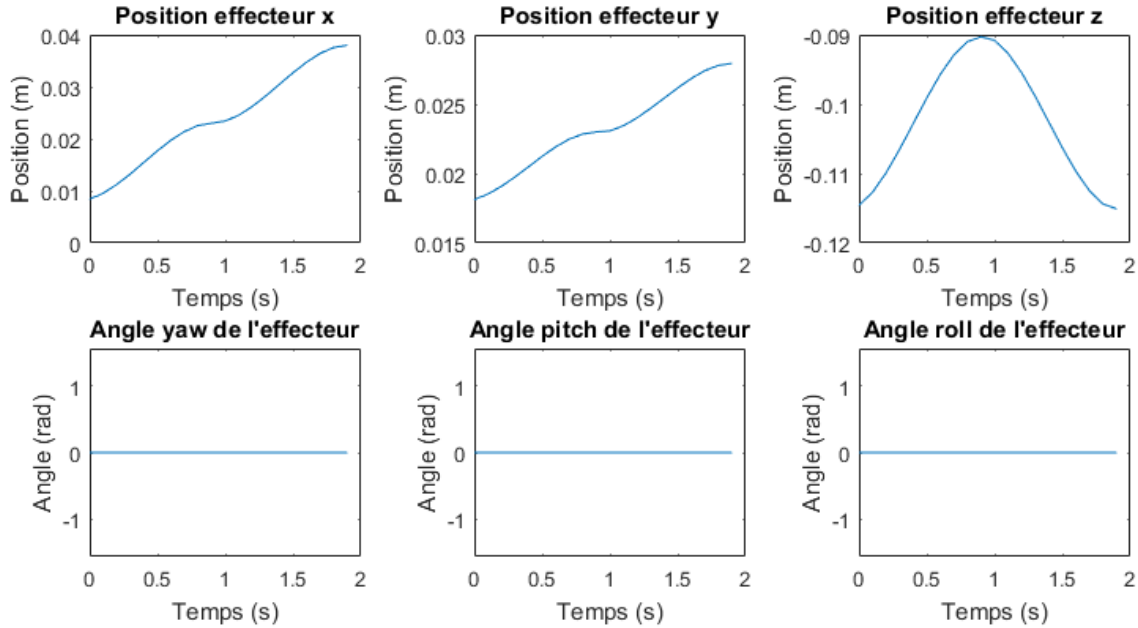 Position effecteur x
Position (m)
0.04
0.03
0.02
0.01
0
0
0.5
1
1.5
2
Temps (s)
Position effecteur y
Position (m)
0.03
0.025
0.02
0.015
0
0.5
1
1.5
2
Temps (s)
Position effecteur z
Position (m)
-0.09
-0.1
-0.11
-0.12
0
0.5
1
1.5
2
Temps (s)
Angle yaw de l'effecteur
Angle (rad)
1
0
-1
0
0.5
1
1.5
2
Temps (s)
Angle pitch de l'effecteur
Angle (rad)
1
0
-1
0
0.5
1
1.5
2
Temps (s)
Angle roll de l'effecteur
Angle (rad)
1
0
-1
0
0.5
1
1.5
2
Temps (s)